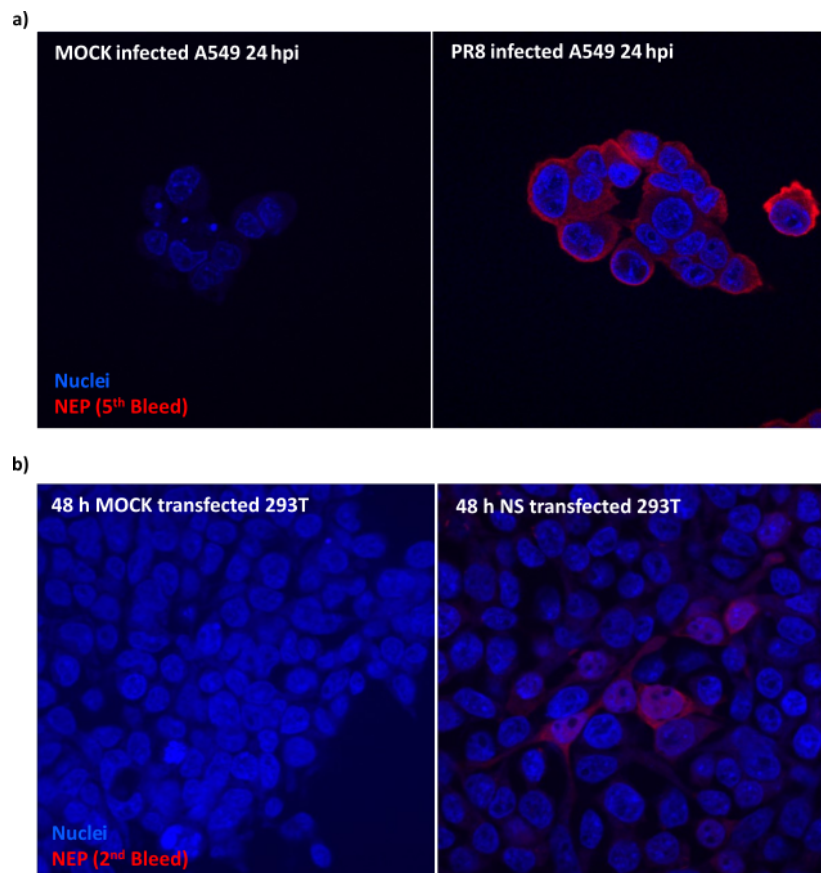 a)
MOCK infected A549 24 hpi
PR8 infected A549 24 hpi
Nuclei
NEP (5th Bleed)
b)
48 h MOCK transfected 293T
48 h NS transfected 293T
Nuclei
NEP (2nd Bleed)